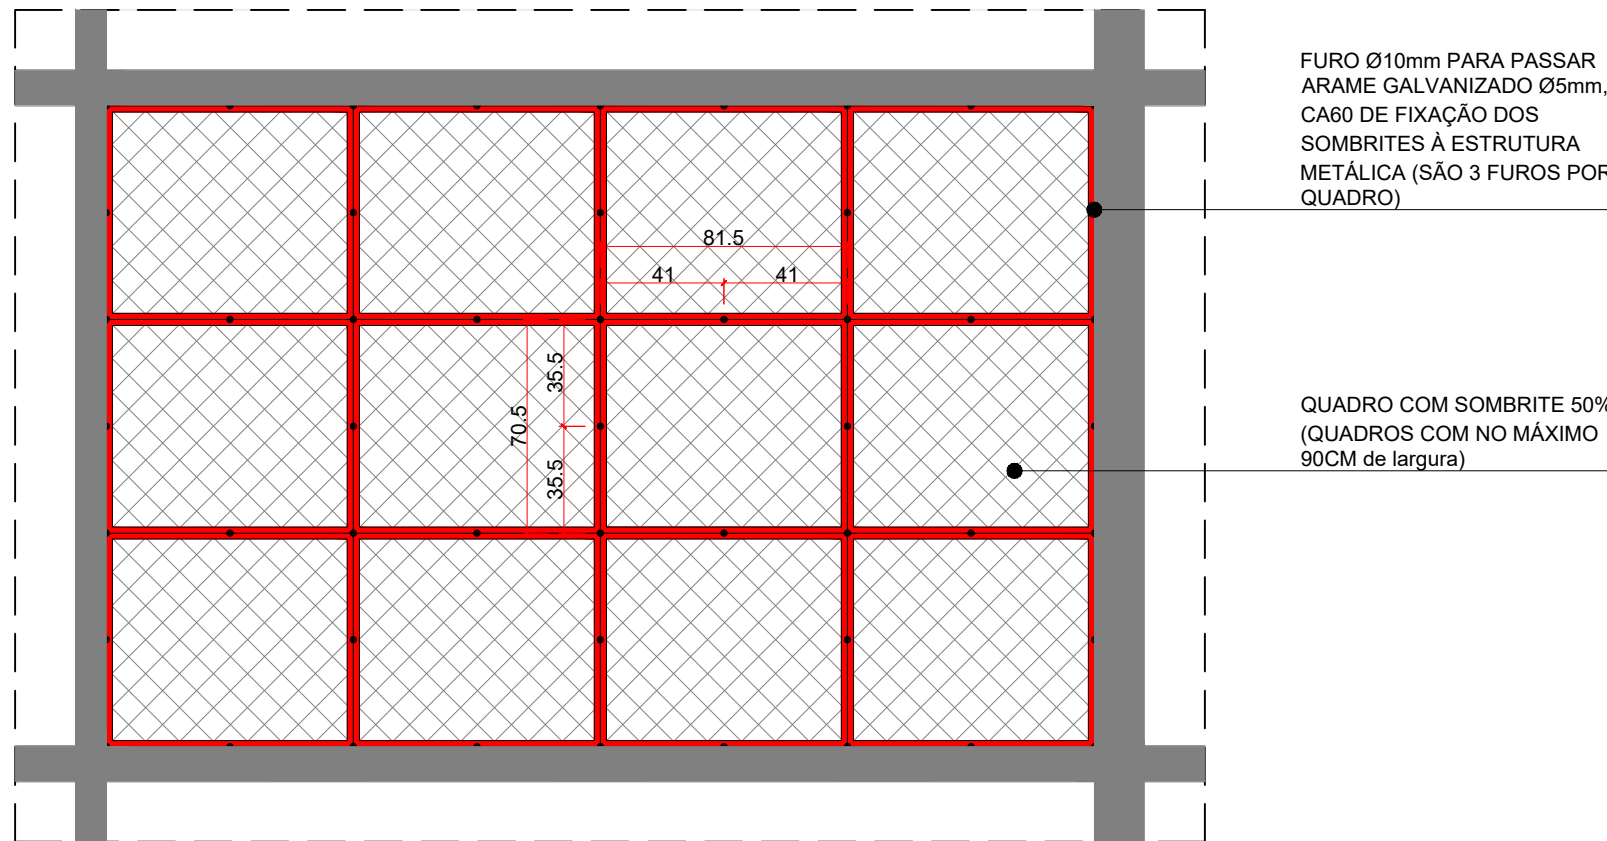 FURO Ø10mm PARA PASSAR
ARAME GALVANIZADO Ø5mm,
CA60 DE FIXAÇÃO DOS
SOMBRITES À ESTRUTURA
METÁLICA (SÃO 3 FUROS POR
QUADRO)
81.5
41 41
35.5
70.5
35.5
QUADRO COM SOMBRITE 50%
(QUADROS COM NO MÁXIMO
90CM de largura)